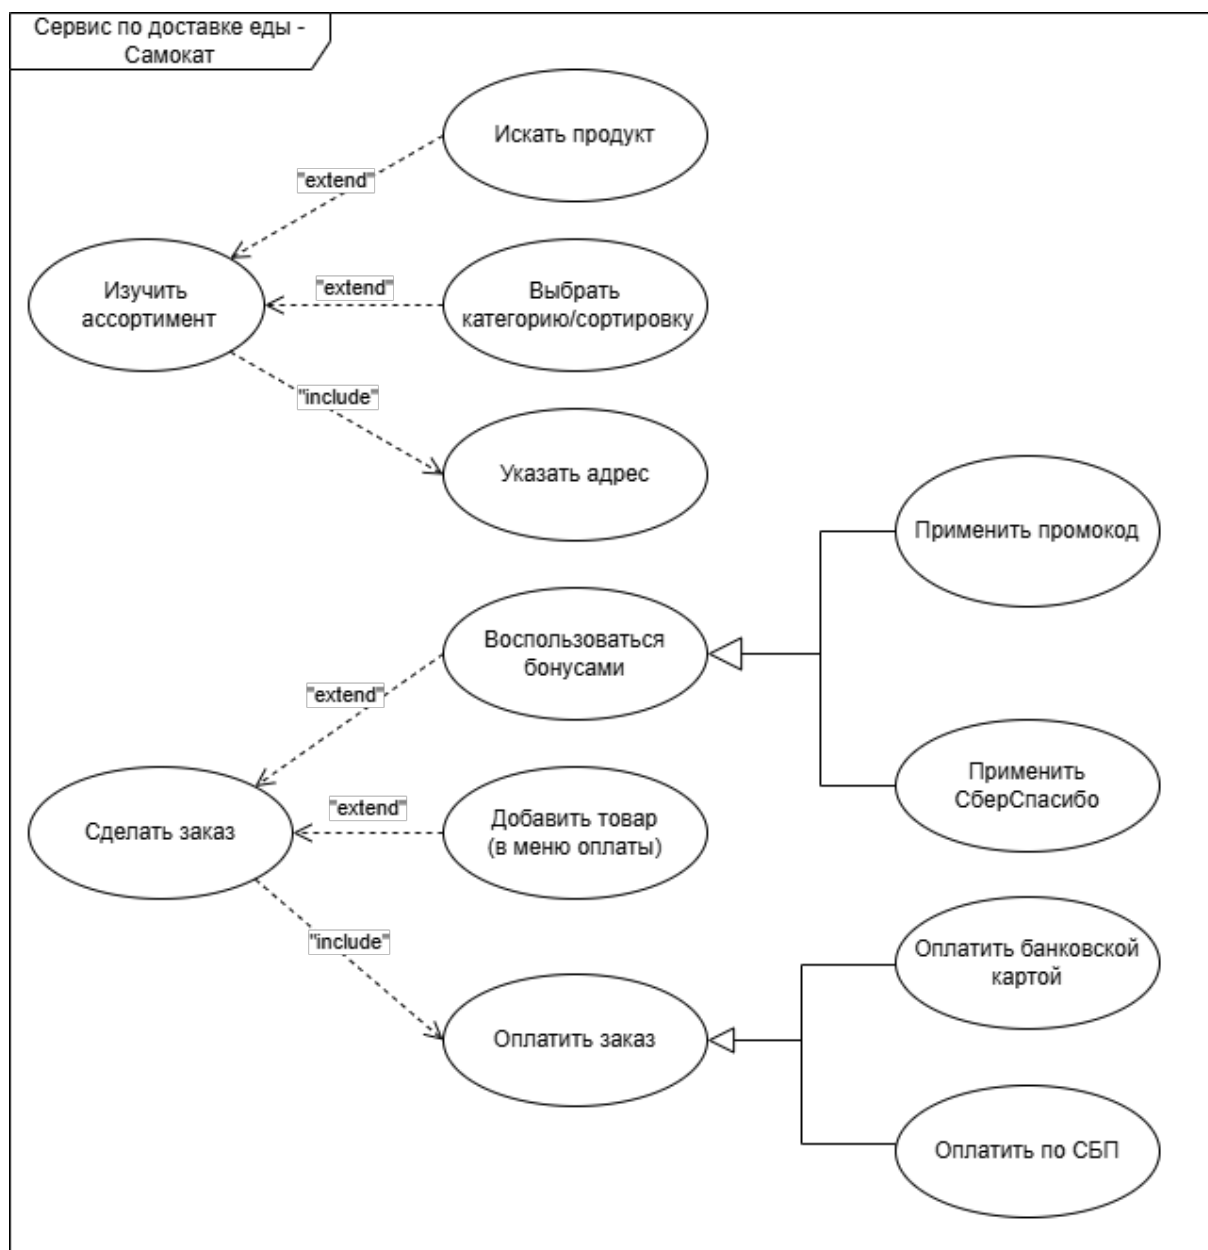 Сервис по доставке еды -
Самокат
Искать продукт
"extend"
Изучить
ассортимент
"extend"
Выбрать
категорию/сортировку
"include"
Указать адрес
Применить промокод
Воспользоваться
бонусами
"extend"
Применить
СберСпасибо
Сделать заказ
"extend"
Добавить товар
(в меню оплаты)
"include"
Оплатить банковской
картой
Оплатить заказ
Оплатить по СБП